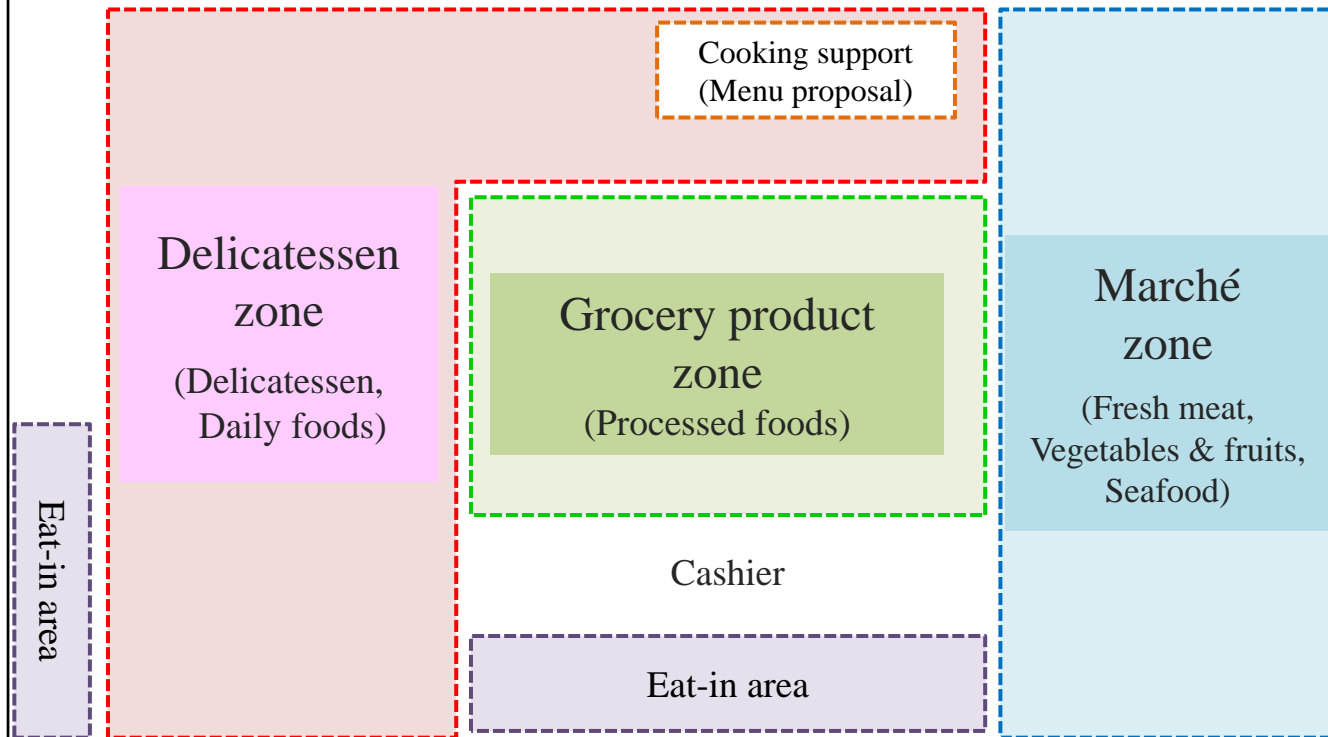 Cooking support
(Menu proposal)
Delicatessen
zone
(Delicatessen,
Daily foods)
Grocery product
zone
(Processed foods)
Marché
zone
(Fresh meat,
Vegetables & fruits,
Seafood)
Eat-in area
Cashier
Eat-in area